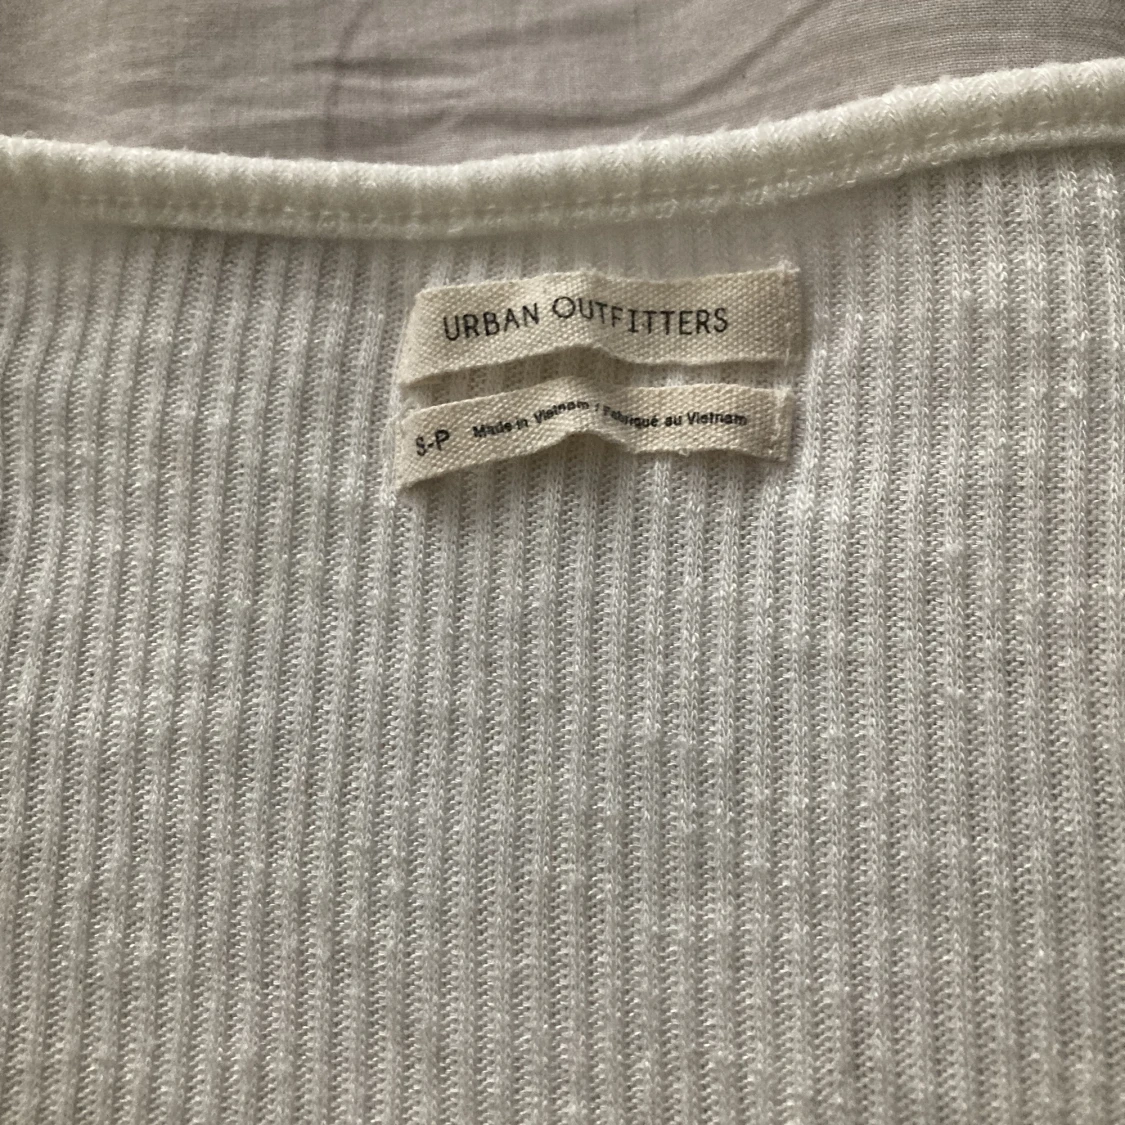 URBAN OUTFITTERS
S-P Made in Vietnam / Fabriqué au Vietnam